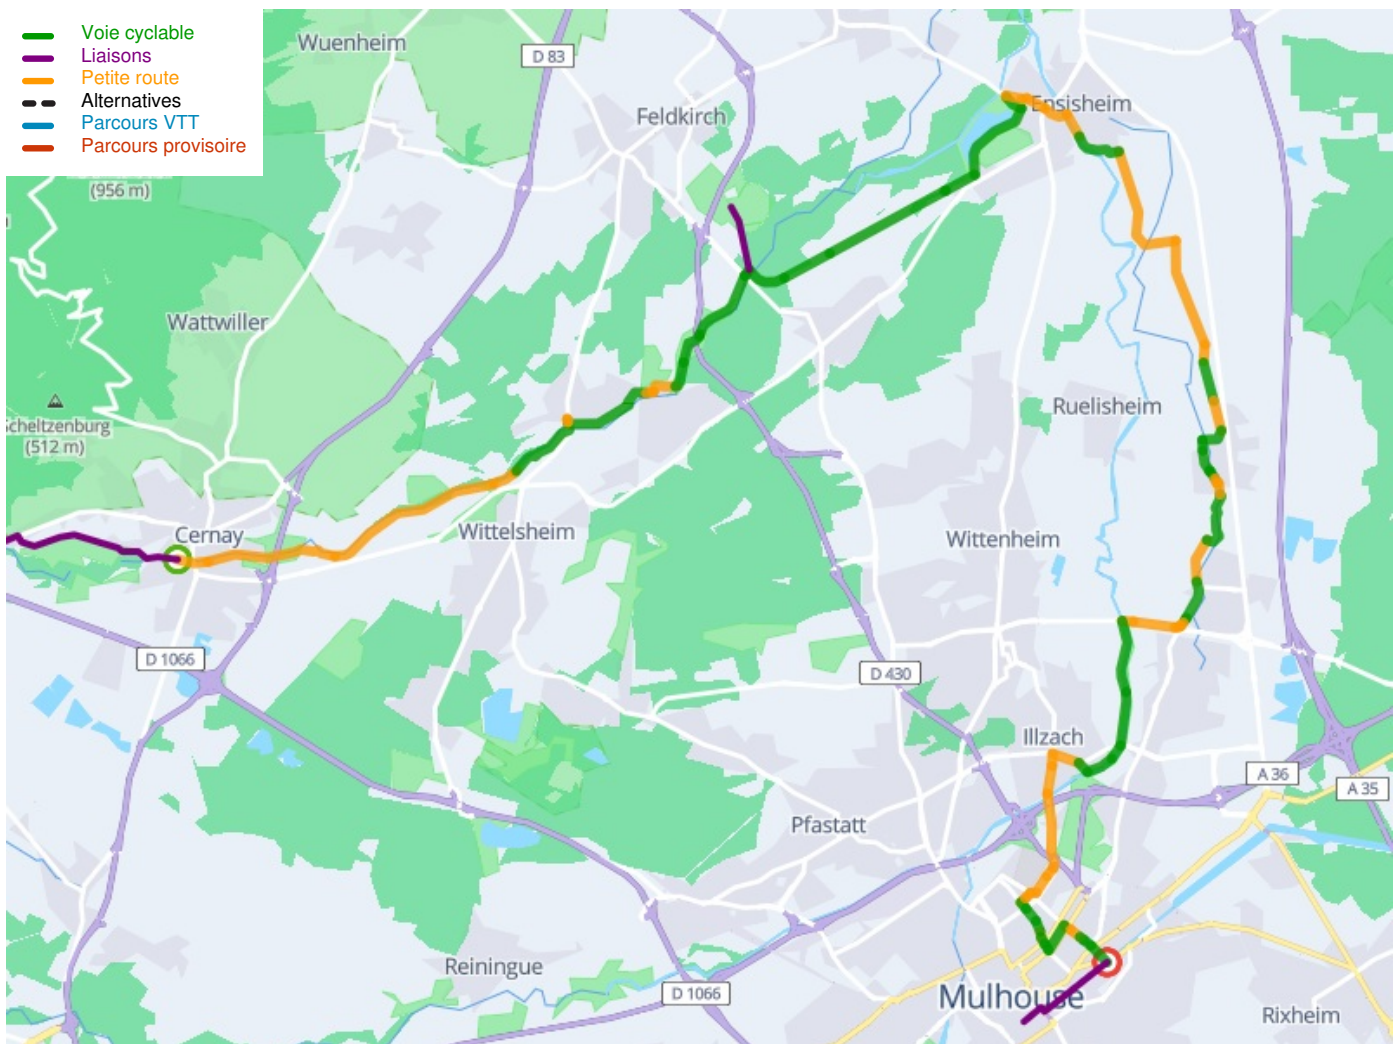 Voie cyclable
Liaisons
Petite route
Alternatives
Parcours VTT
Parcours provisoire
Wuenheim
D 83
Feldkirch
Ensisheim
(956 m)
Wattwiller
Scheltzenburg
(512 m)
Ruelisheim
Cernay
Wittelsheim
Wittenheim
D 1066
D 430
Illzach
A 36
A 35
Pfastatt
Reiningue
D 1066
Mulhouse
Rixheim